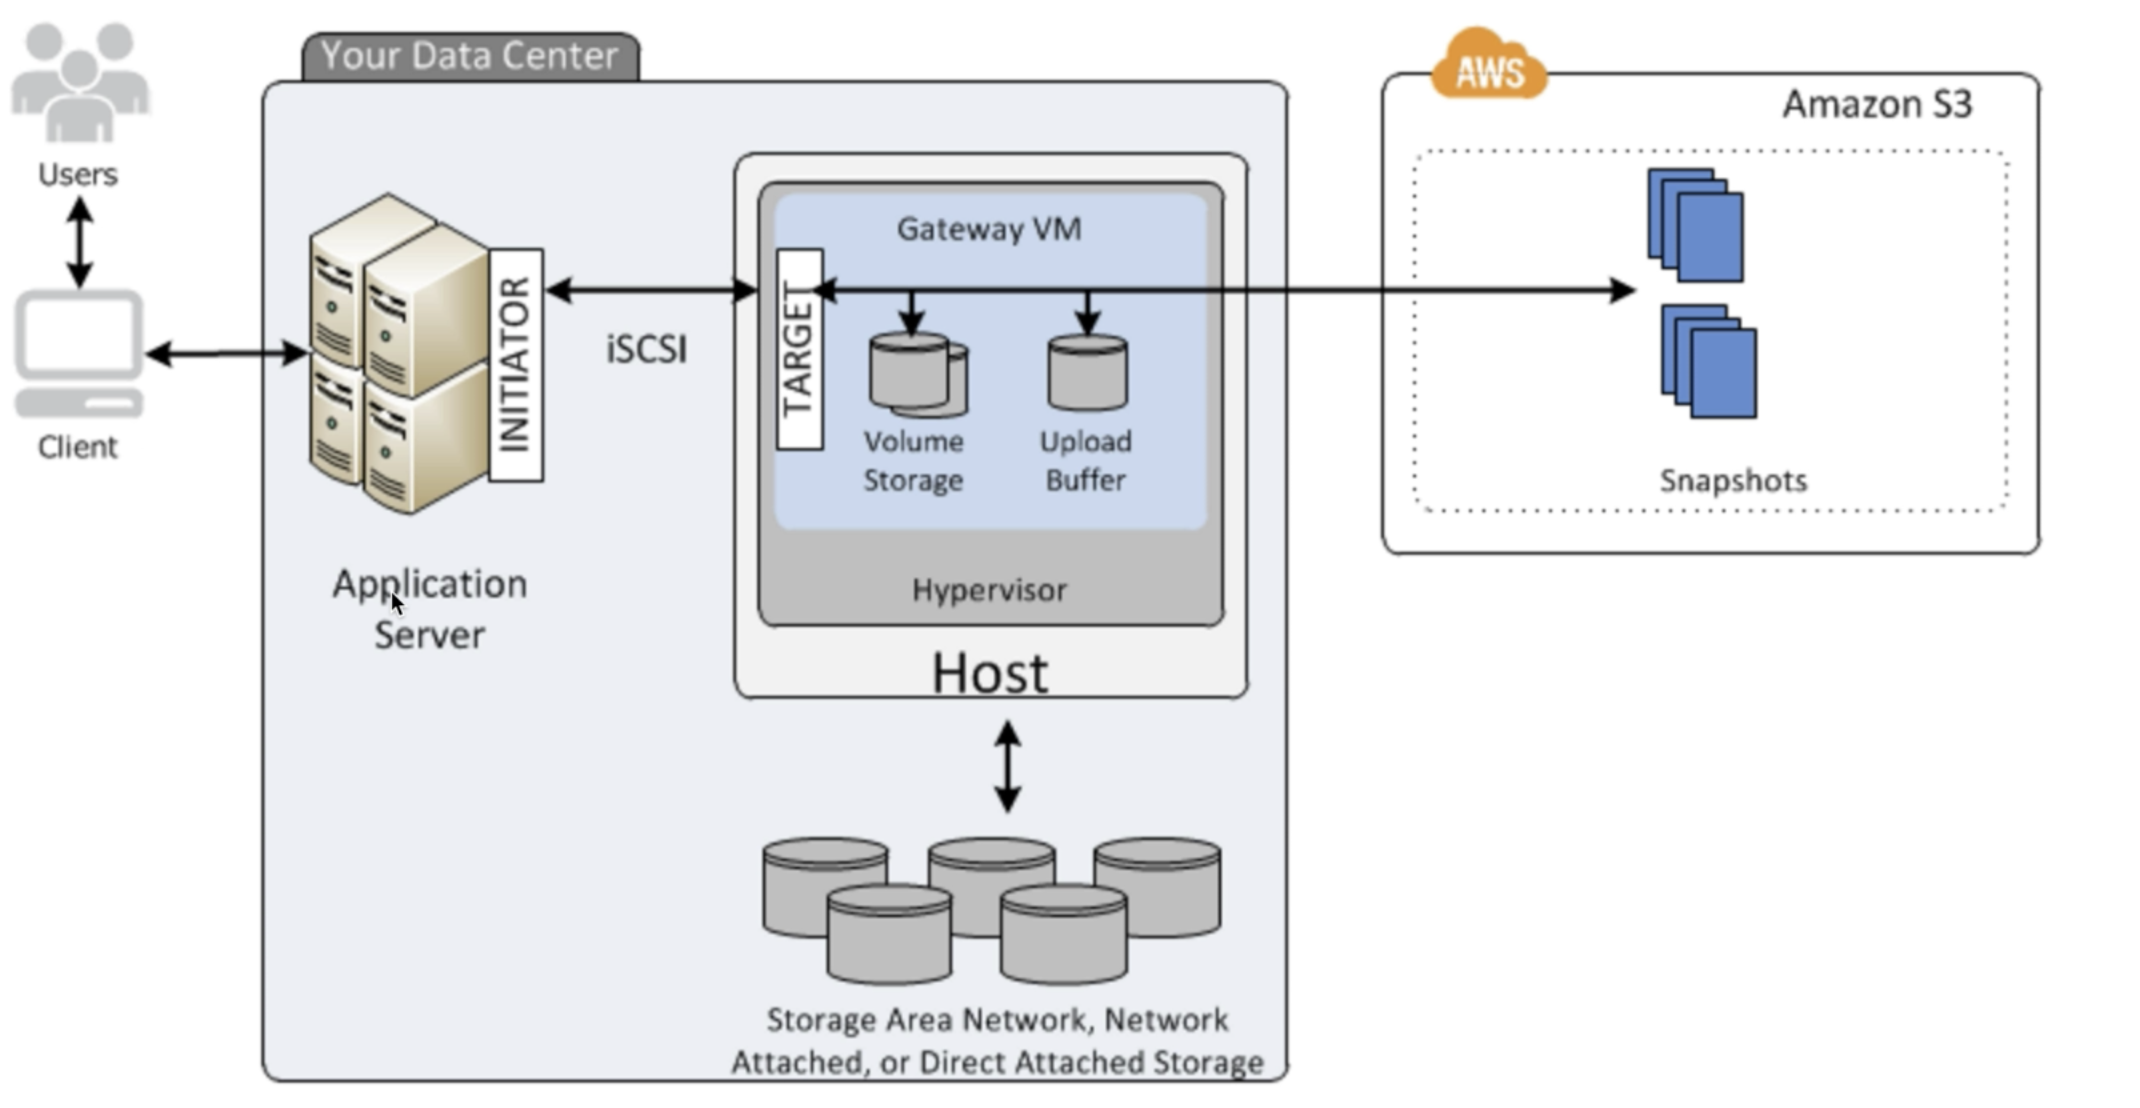 Your Data Center
AWS
Amazon S3
Users
Client
INITIATOR
iSCSI
TARGET
Gateway VM
Volume
Storage
Upload
Buffer
Hypervisor
Host
Application
Server
Snapshots
Storage Area Network, Network
Attached, or Direct Attached Storage